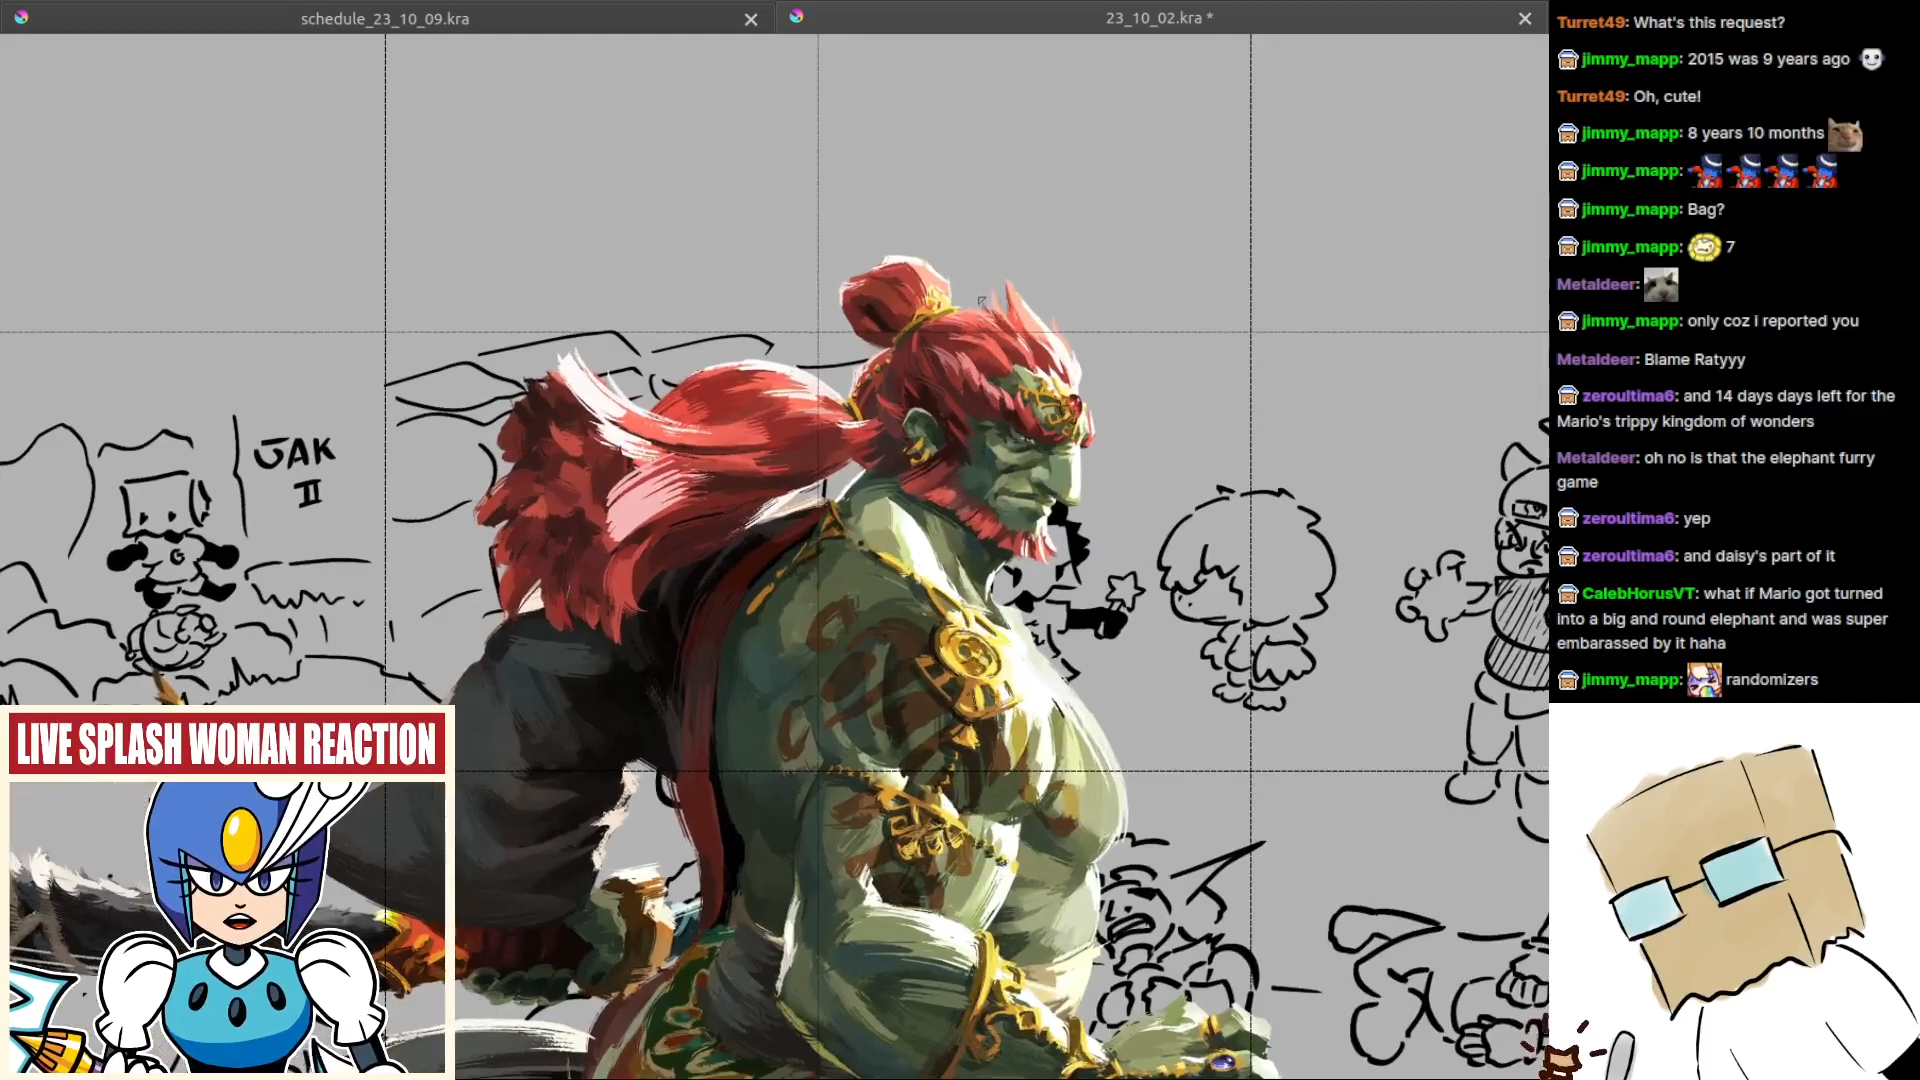 schedule_23_10_09.kra
23_10_02.kra *
JAK
II
LIVE SPLASH WOMAN REACTION
Turret49: What's this request?
jimmy_mapp: 2015 was 9 years ago
Turret49: Oh, cute!
jimmy_mapp: 8 years 10 months
jimmy_mapp:
jimmy_mapp: Bag?
jimmy_mapp: 7
Metaldeer:
jimmy_mapp: only coz i reported you
Metaldeer: Blame Ratyyy
zeroultima6: and 14 days days left for the
Mario's trippy kingdom of wonders
Metaldeer: oh no is that the elephant furry
game
zeroultima6: yep
zeroultima6: and daisy's part of it
CalebHorusVT: what if Mario got turned
into a big and round elephant and was super
embarassed by it haha
jimmy_mapp: randomizers